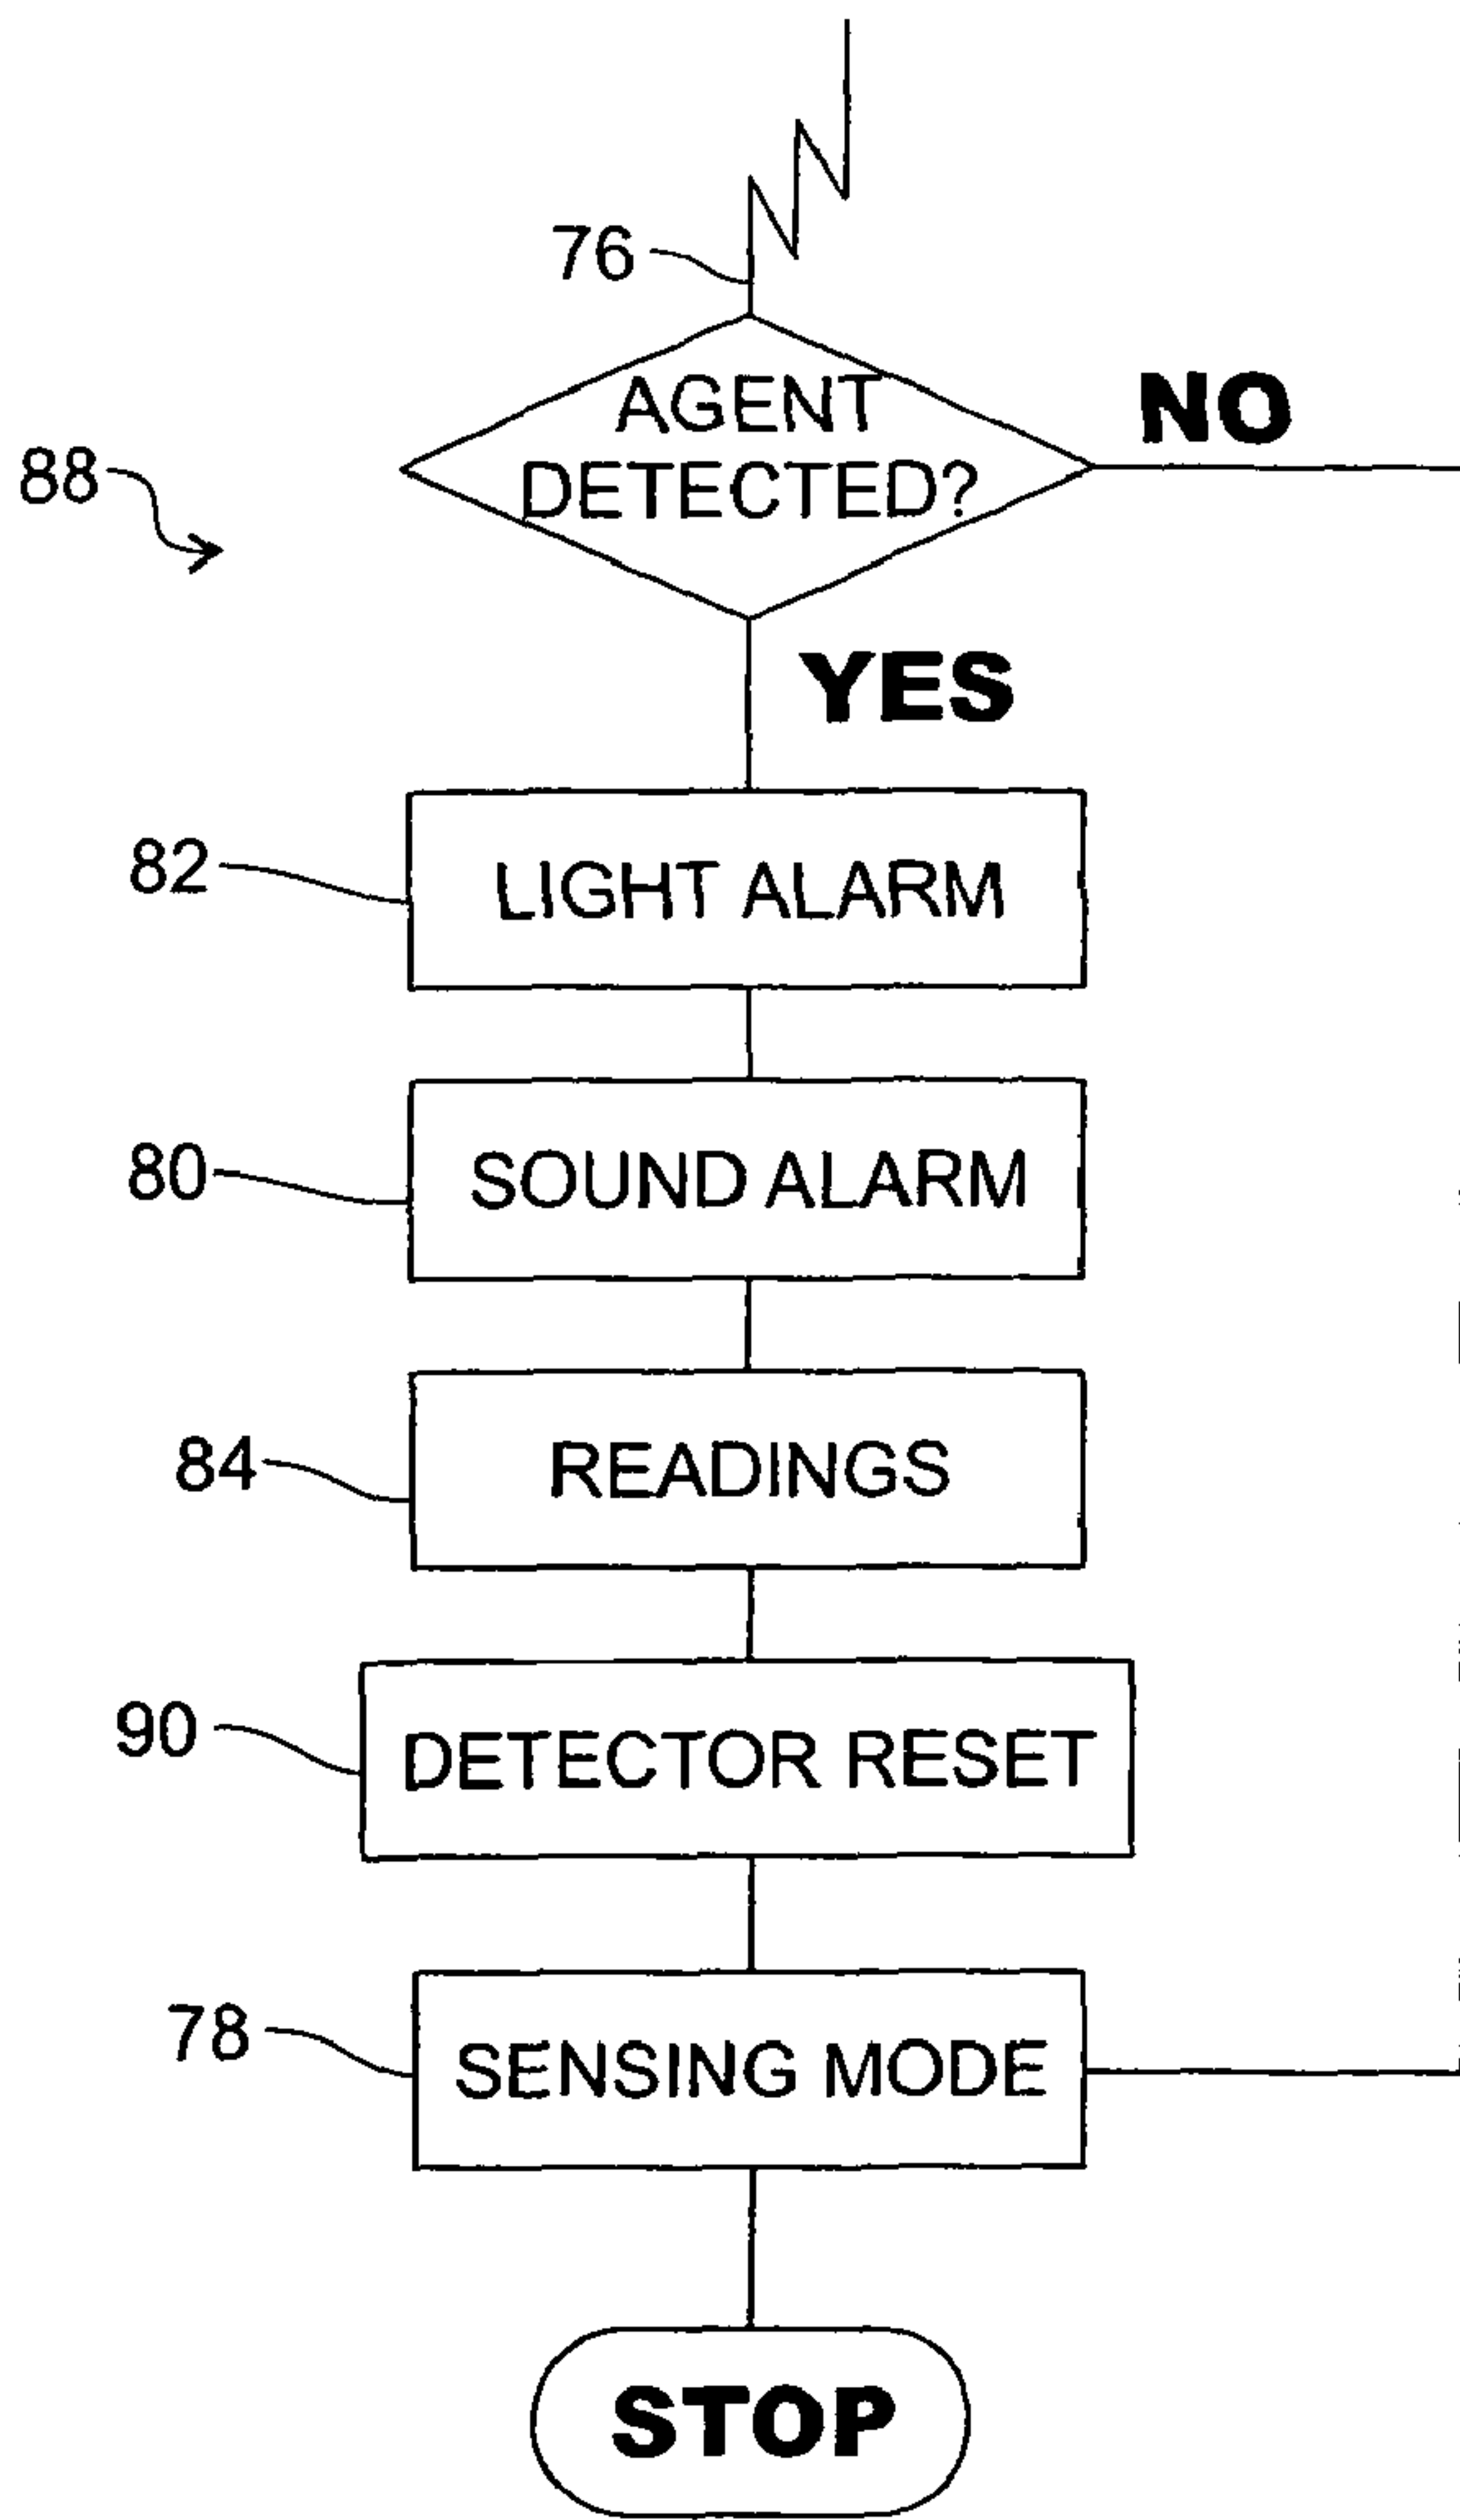 76
AGENT
DETECTED?
NO
88
YES
82
LIGHT ALARM
80
SOUND ALARM
84
READINGS
90
DETECTOR RESET
78
SENSING MODE
STOP